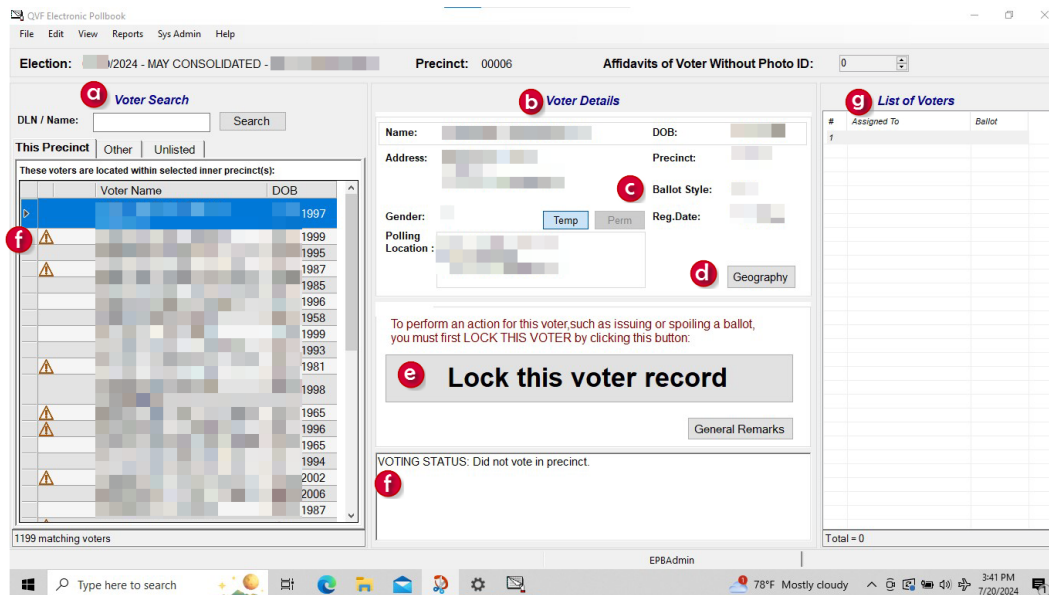 QVF Electronic Pollbook
File Edit View Reports Sys Admin Help
Election: /2024 - MAY CONSOLIDATED - Precinct: 00006 Affidavits of Voter Without Photo ID: 0
a Voter Search
DLN / Name: Search
This Precinct Other Unlisted
These voters are located within selected inner precinct(s):
Voter Name DOB
1997
f 1999
1995
1987
1985
1996
1958
1999
1993
1981
1998
1965
1996
1965
1994
2002
2006
1987
1199 matching voters
b Voter Details
Name: DOB:
Address: Precinct:
c Ballot Style:
Gender: Temp Perm Reg.Date:
Polling
Location :
d Geography
To perform an action for this voter,such as issuing or spoiling a ballot,
you must first LOCK THIS VOTER by clicking this button:
e Lock this voter record
General Remarks
VOTING STATUS: Did not vote in precinct.
f
g List of Voters
# Assigned To Ballot
1
Total = 0
EPBAdmin
Type here to search 78°F Mostly cloudy 3:41 PM
7/20/2024